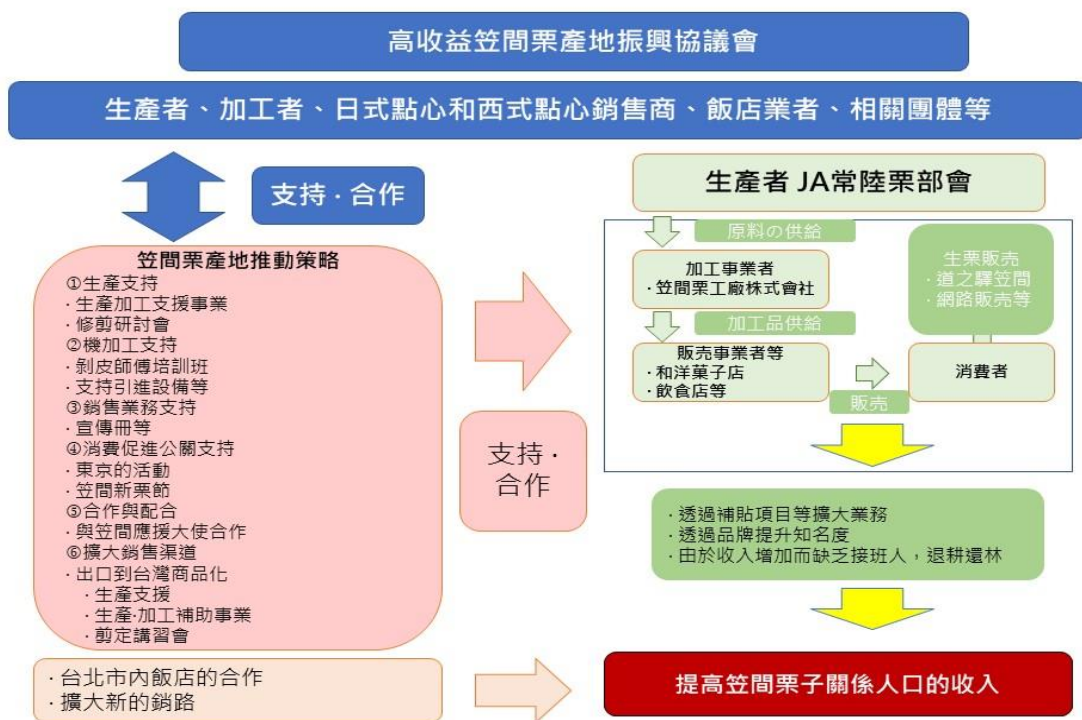 高收益笠間栗產地振興協議會
生產者、加工者、日式點心和西式點心銷售商、飯店業者、相關團體等
支持・合作
笠間栗產地推動策略
①生產支持
・生產加工支援事業
・修剪研討會
②機加工支持
・剝皮師傅培訓班
・支持引進設備等
③銷售業務支持
・宣傳冊等
④消費促進公關支持
・東京的活動
・笠間新栗節
⑤合作與配合
・與笠間應援大使合作
⑥擴大銷售渠道
・出口到台灣商品化
・生產支援
・生產・加工補助事業
・剪定講習會
・台北市內飯店的合作
・擴大新的銷路
支持・
合作
生產者 JA常陸栗部會
原料の供給
加工事業者
・笠間栗工廠株式會社
加工品供給
販売事業者等
・和洋菓子店
・飲食店等
販売
生栗販売
・道之驛笠間
・網路販売等
消費者
・透過補貼項目等擴大業務
・透過品牌提升知名度
・由於收入增加而缺乏接班人，退耕還林
提高笠間栗子關係人口的收入